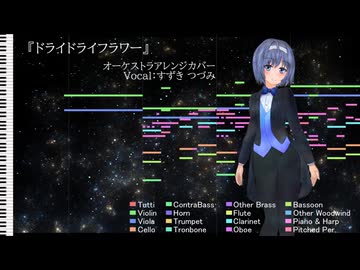 『ドライドライフラワー』
オーケストラアレンジカバー
Vocal:すずき つづみ
Tutti
ContraBass
Other Brass
Bassoon
Violin
Horn
Flute
Other Woodwind
Viola
Trumpet
Clarinet
Piano & Harp
Cello
Trombone
Oboe
Pitched Per.